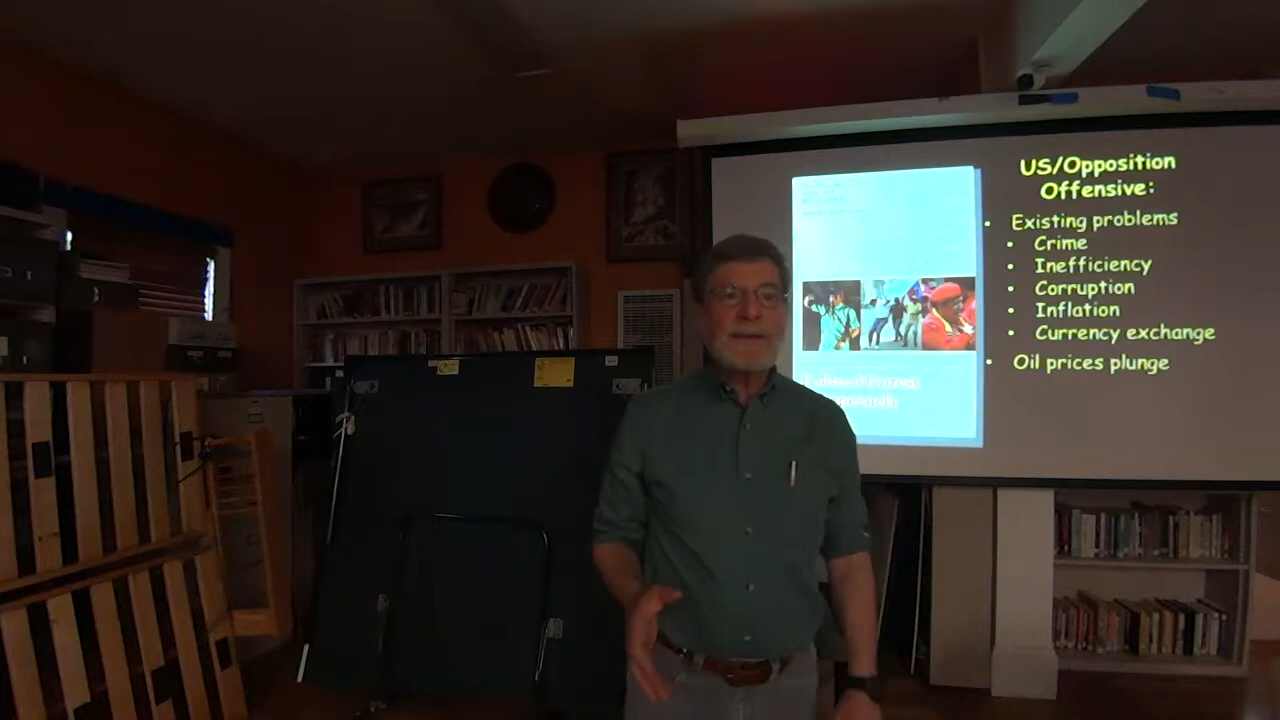 US/Opposition
Offensive:
• Existing problems
• Crime
• Inefficiency
• Corruption
• Inflation
• Currency exchange
• Oil prices plunge